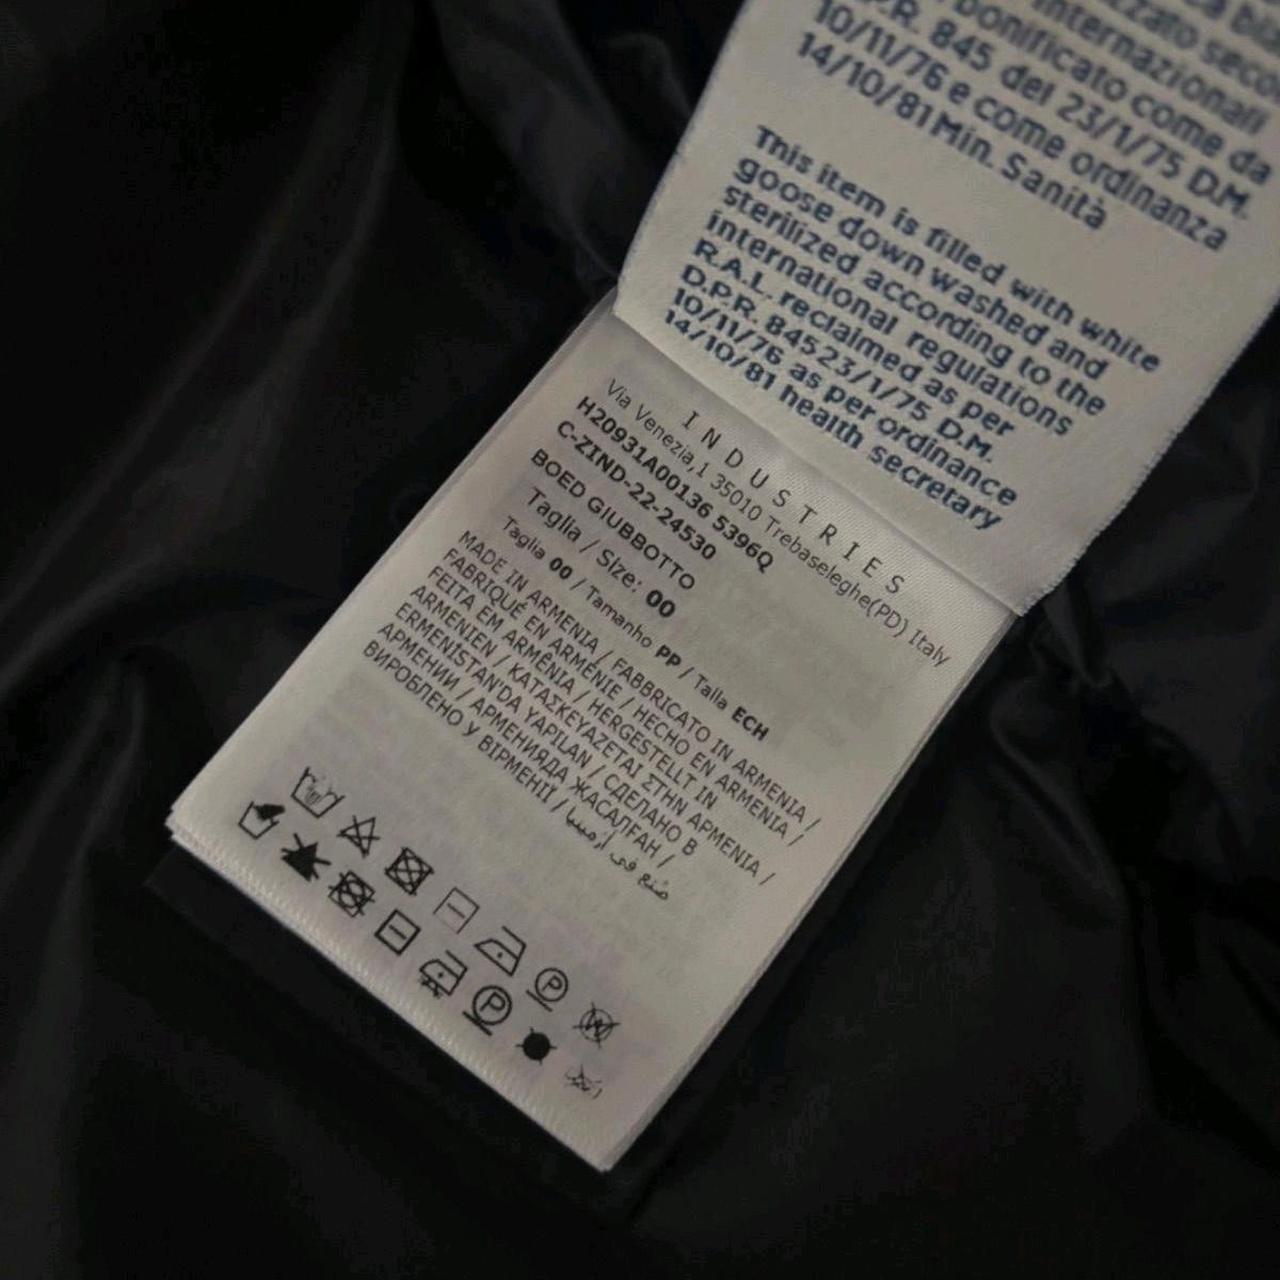 internazionali
bonificato come da
D.P.R. 845 del 23/1/75 D.M.
10/11/76 e come ordinanza
14/10/81 Min. Sanità
This item is filled with white
goose down washed and
sterilized according to the
international regulations
R.A.L. reclaimed as per
D.P.R. 84523/1/75 D.M.
10/11/76 as per ordinance
14/10/81 health secretary
INDUSTRIES
Via Venezia,1 35010 Trebaseleghe(PD) Italy
H20931A00136 5396Q
C-ZIND-22-24530
BOED GIUBBOTTO
Taglia / Size: 00
Taglia 00 / Tamanho PP / Talla ECH
MADE IN ARMENIA / FABBRICATO IN ARMENIA /
FABRIQUÉ EN ARMÉNIE / HECHO EN ARMENIA /
FEITA EM ARMÊNIA / HERGESTELLT IN
ARMENIEN / ΚΑΤΑΣΚΕΥΑΖΕΤΑΙ ΣΤΗΝ ΑΡΜΕΝΙΑ /
ERMENİSTAN'DA YAPILAN / СДЕЛАНО В
АРМЕНИИ / АРМЕНИЯДА ЖАСАЛҒАН /
ВИРОБЛЕНО У ВІРМЕНІЇ / صُنع في أرمينيا
P
W
P